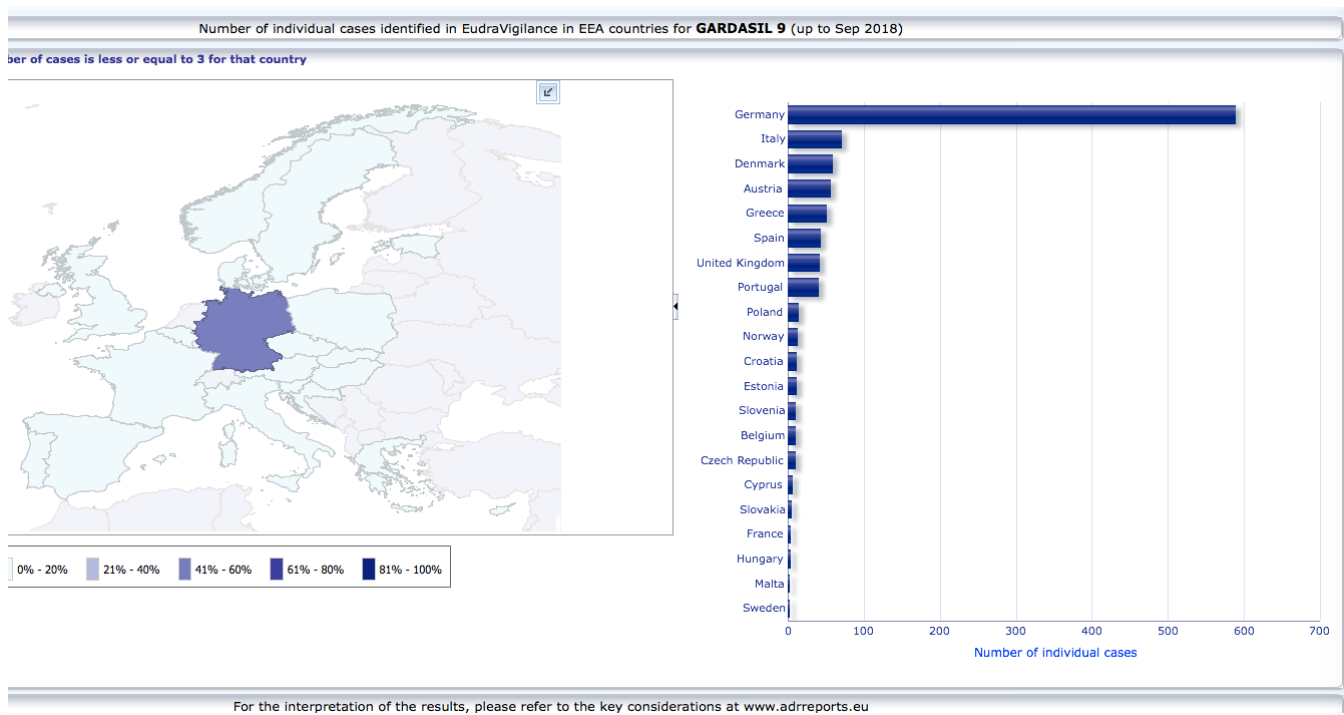 Number of individual cases identified in EudraVigilance in EEA countries for GARDASIL 9 (up to Sep 2018)
ber of cases is less or equal to 3 for that country
0% - 20%
21% - 40%
41% - 60%
61% - 80%
81% - 100%
Germany
Italy
Denmark
Austria
Greece
Spain
United Kingdom
Portugal
Poland
Norway
Croatia
Estonia
Slovenia
Belgium
Czech Republic
Cyprus
Slovakia
France
Hungary
Malta
Sweden
0 100 200 300 400 500 600 700
Number of individual cases
For the interpretation of the results, please refer to the key considerations at www.adrreports.eu